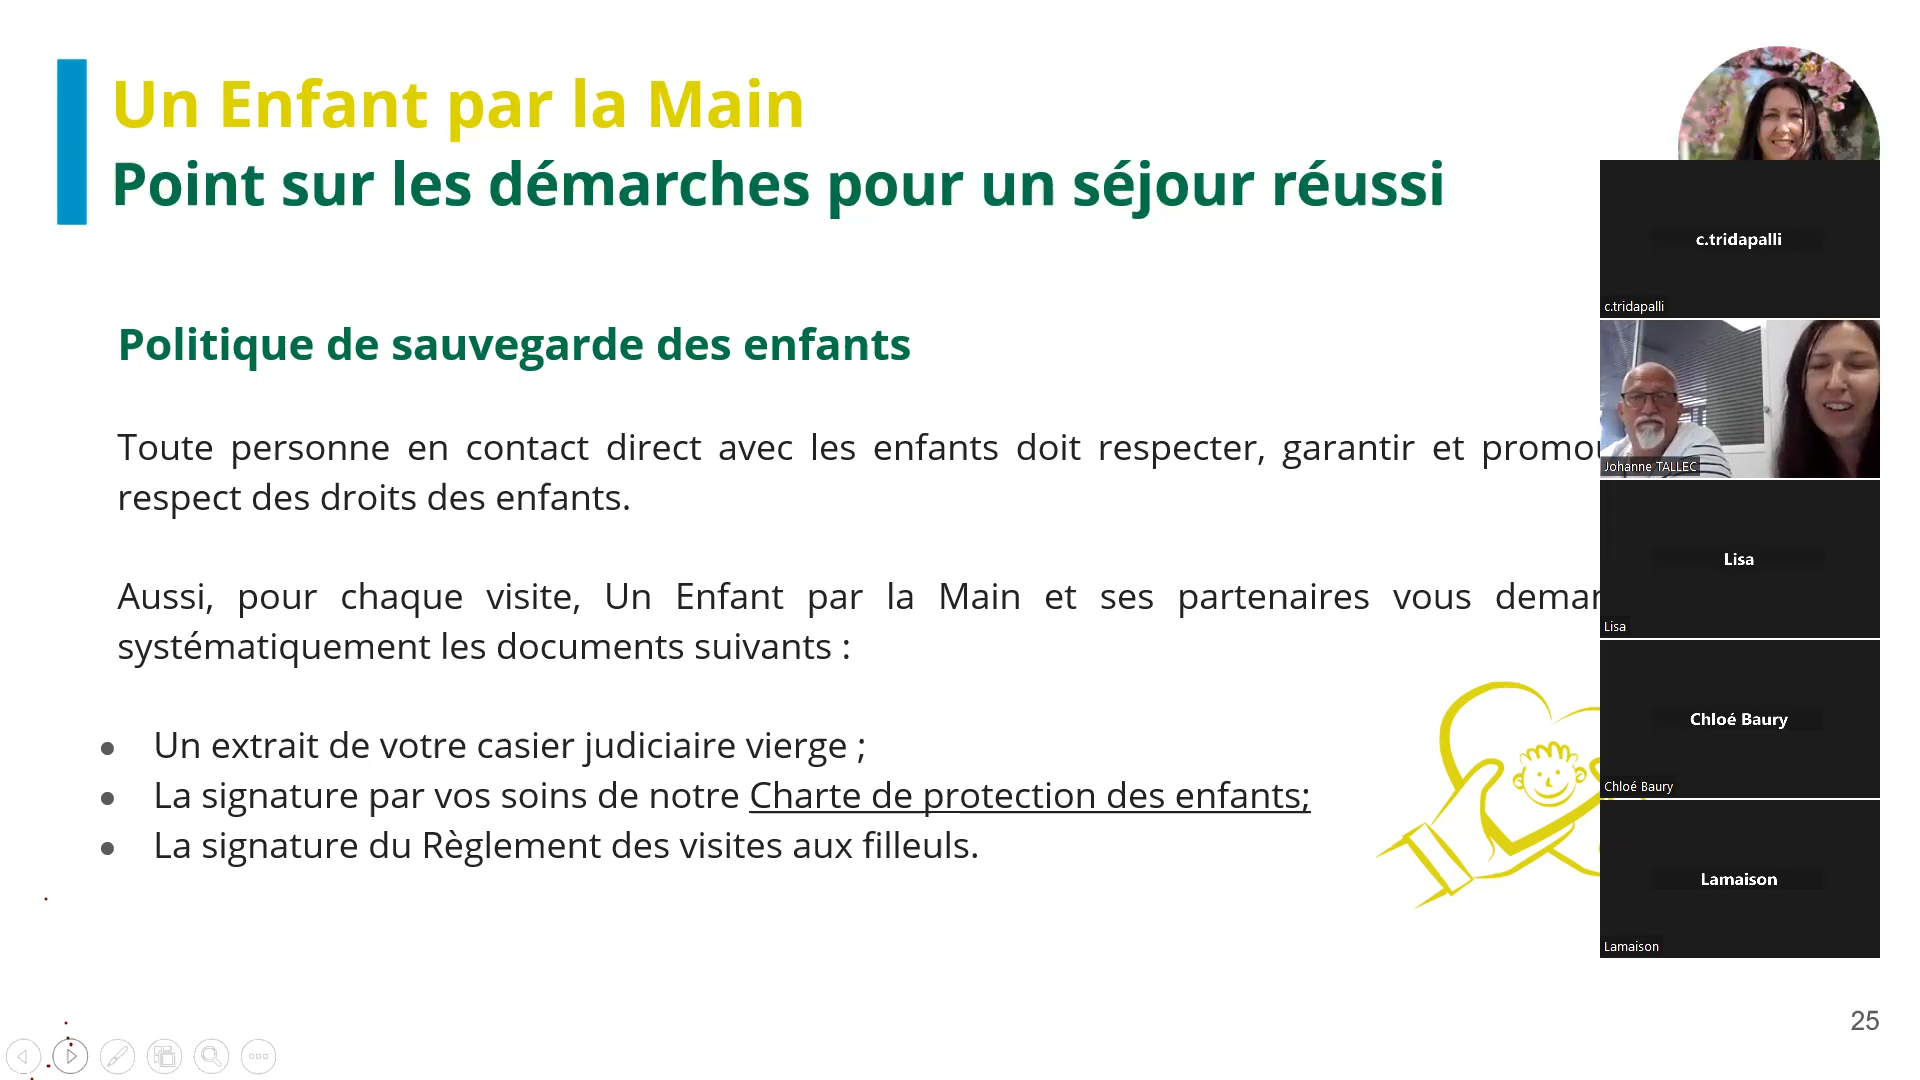 Un Enfant par la Main
Point sur les démarches pour un séjour réussi
Politique de sauvegarde des enfants
Toute personne en contact direct avec les enfants doit respecter, garantir et
respect des droits des enfants.
Aussi, pour chaque visite, Un Enfant par la Main et ses partenaires vous
systématiquement les documents suivants :
Un extrait de votre casier judiciaire vierge ;
La signature par vos soins de notre Charte de protection des enfants;
La signature du Règlement des visites aux filleuls.
c.tridapalli
c.tridapalli
Johanne TALLEC
Lisa
Lisa
Chloé Baury
Chloé Baury
Lamaison
Lamaison
25